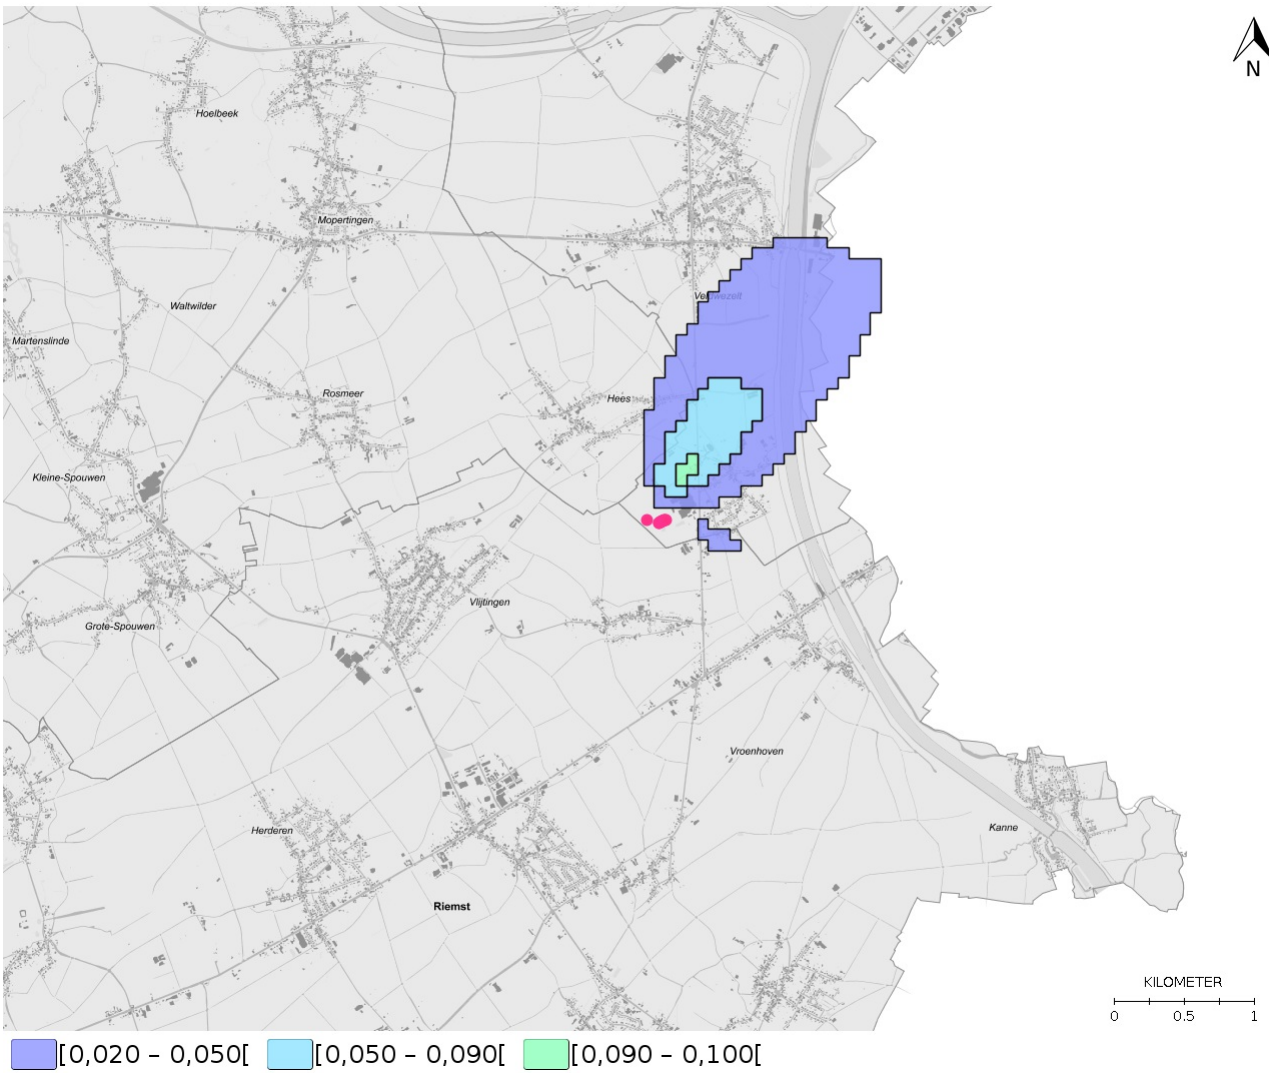 N
Hoelbeek
Mopertingen
Veldwezelt
Waltwilder
Martenslinde
Rosmeer
Hees
Kleine-Spouwen
Vlijtingen
Grote-Spouwen
Vroenhoven
Herderen
Kanne
Riemst
KILOMETER
0 0.5 1
[0,020 – 0,050[ [0,050 – 0,090[ [0,090 – 0,100[